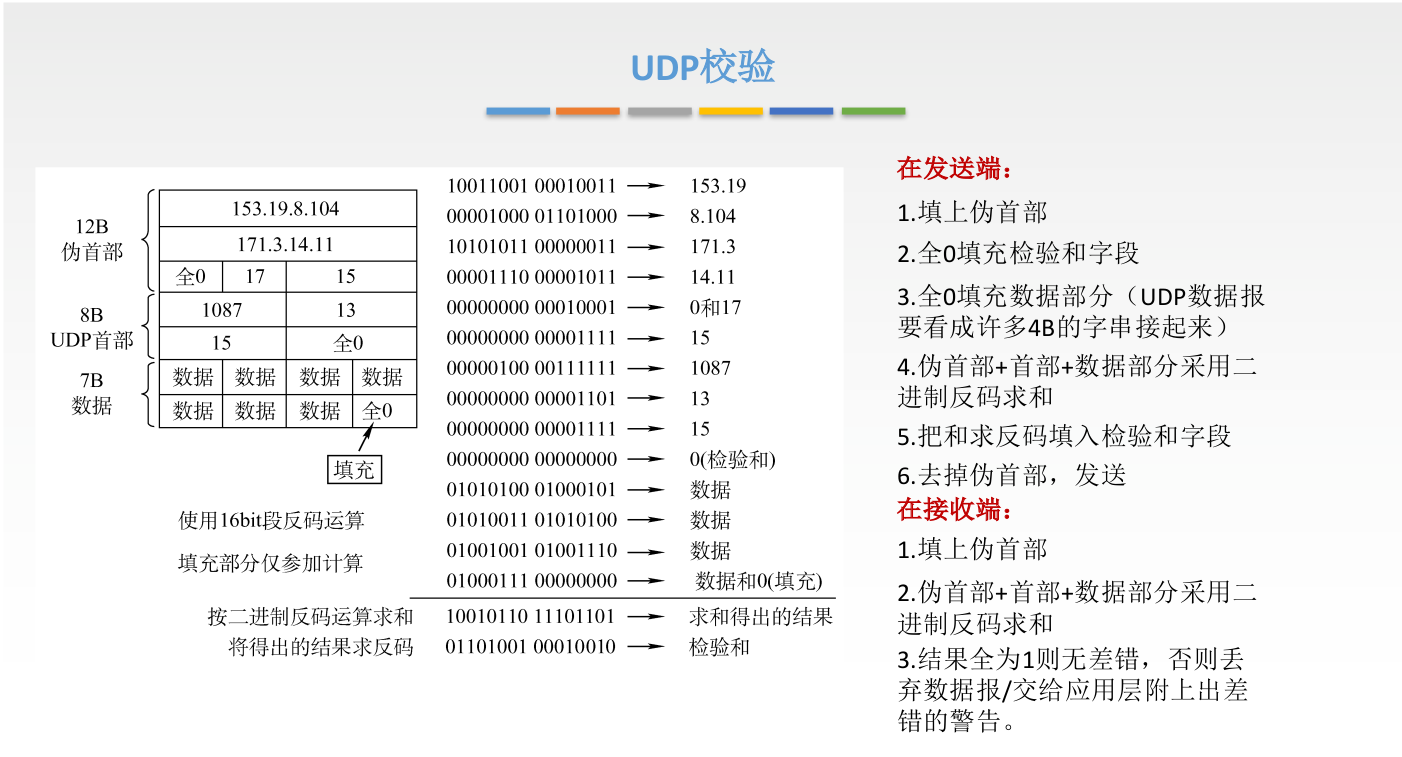 UDP校验
12B
伪首部
153.19.8.104
171.3.14.11
全0 17 15
8B
UDP首部
1087 13
15 全0
7B
数据
数据 数据 数据 数据
数据 数据 数据 全0
填充
使用16bit段反码运算
填充部分仅参加计算
10011001 00010011 → 153.19
00001000 01101000 → 8.104
10101011 00000011 → 171.3
00001110 00001011 → 14.11
00000000 00010001 → 0和17
00000000 00001111 → 15
00000100 00111111 → 1087
00000000 00001101 → 13
00000000 00001111 → 15
00000000 00000000 → 0(检验和)
01010100 01000101 → 数据
01010011 01010100 → 数据
01001001 01001110 → 数据
01000111 00000000 → 数据和0(填充)
按二进制反码运算求和 10010110 11101101 → 求和得出的结果
将得出的结果求反码 01101001 00010010 → 检验和
在发送端：
1.填上伪首部
2.全0填充检验和字段
3.全0填充数据部分（UDP数据报
要看成许多4B的字串接起来）
4.伪首部+首部+数据部分采用二
进制反码求和
5.把和求反码填入检验和字段
6.去掉伪首部，发送
在接收端：
1.填上伪首部
2.伪首部+首部+数据部分采用二
进制反码求和
3.结果全为1则无差错，否则丢
弃数据报/交给应用层附上出差
错的警告。